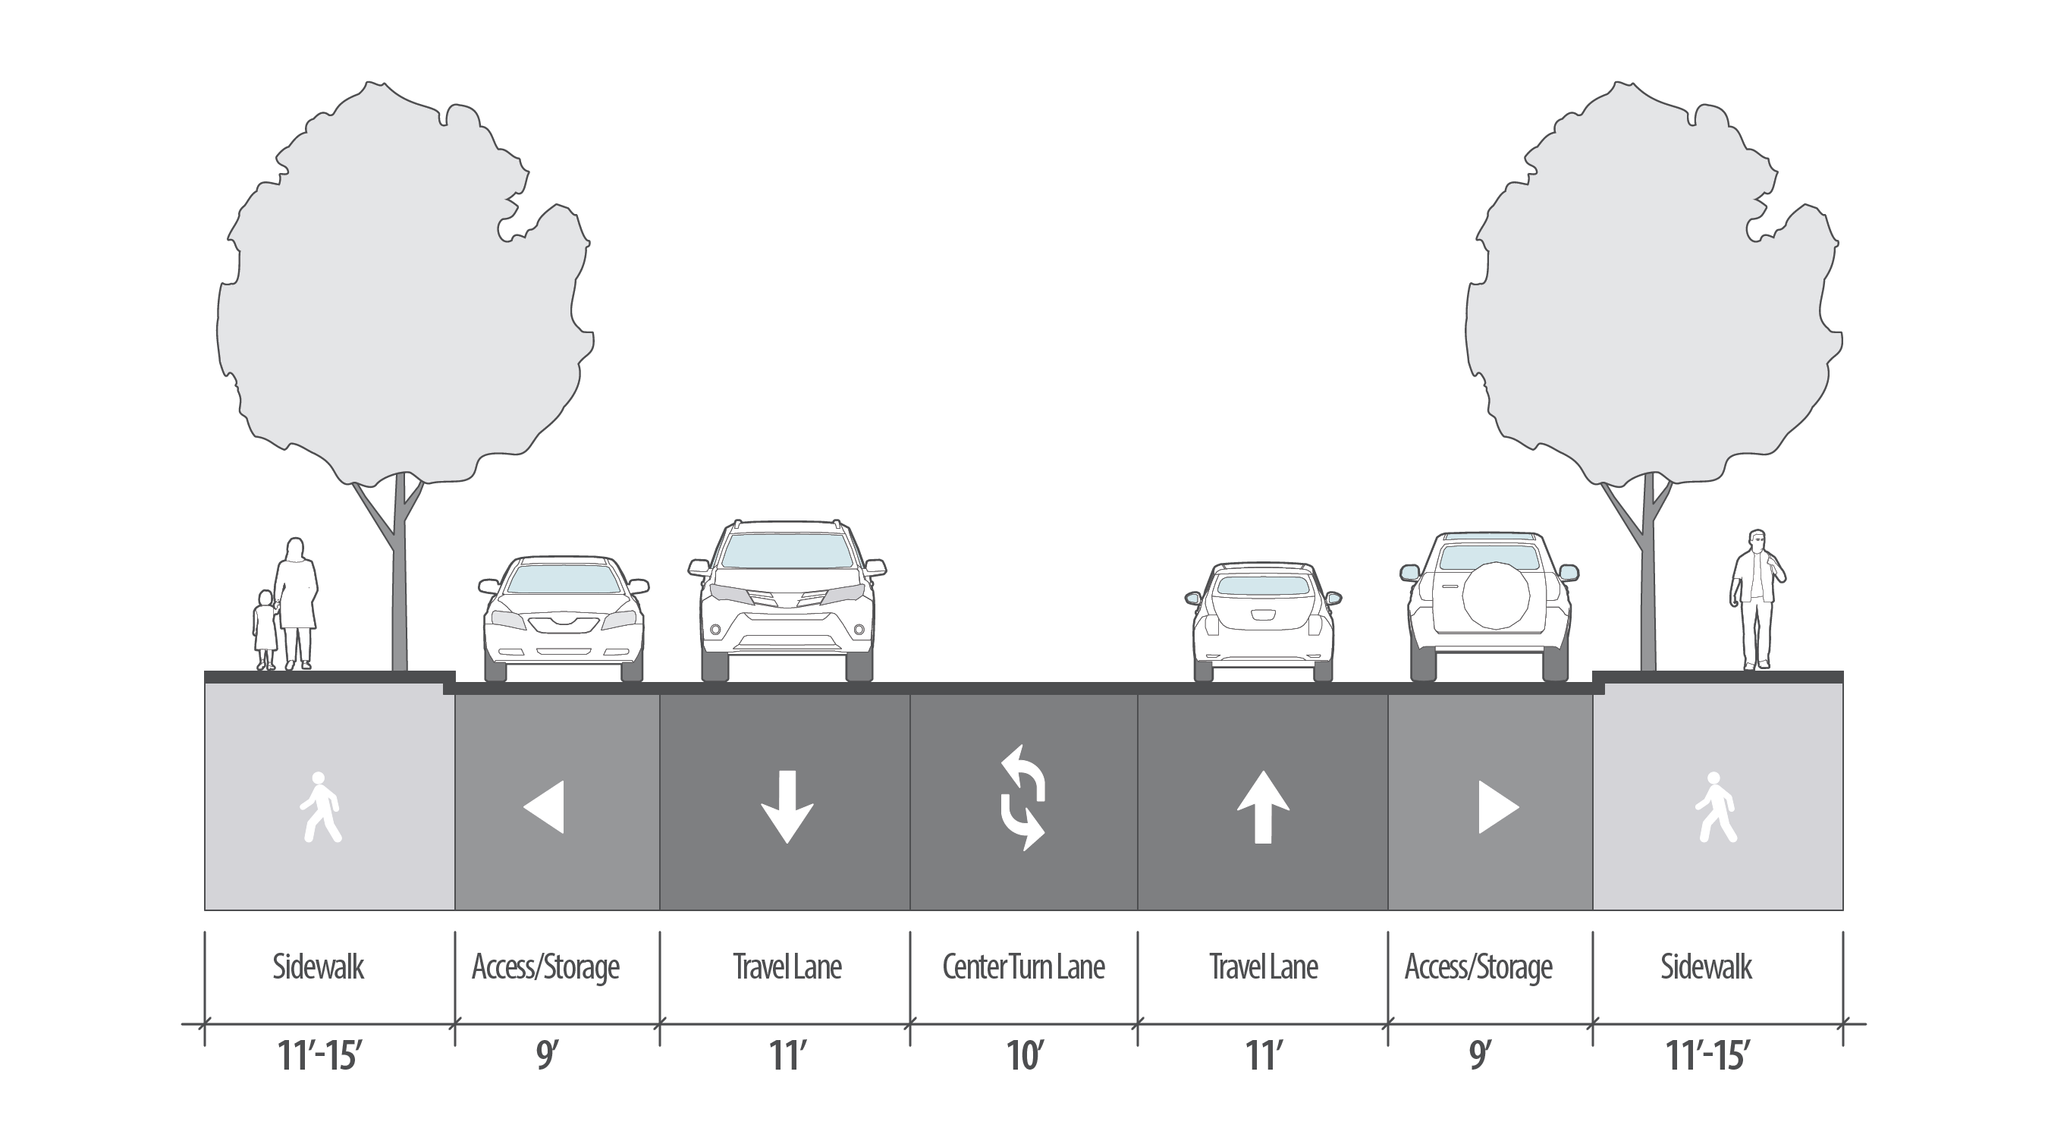 Sidewalk
Access/Storage
Travel Lane
Center Turn Lane
Travel Lane
Access/Storage
Sidewalk
11’-15’
9’
11’
10’
11’
9’
11’-15’